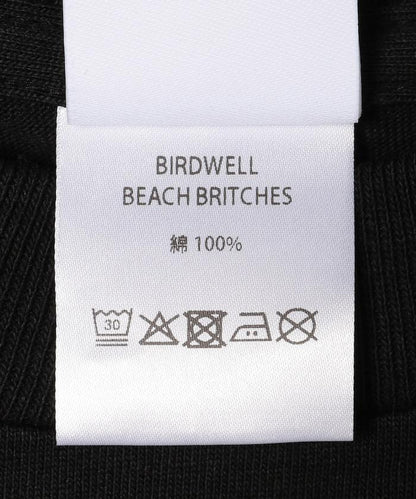 BIRDWELL
BEACH BRITCHES
綿 100%
30